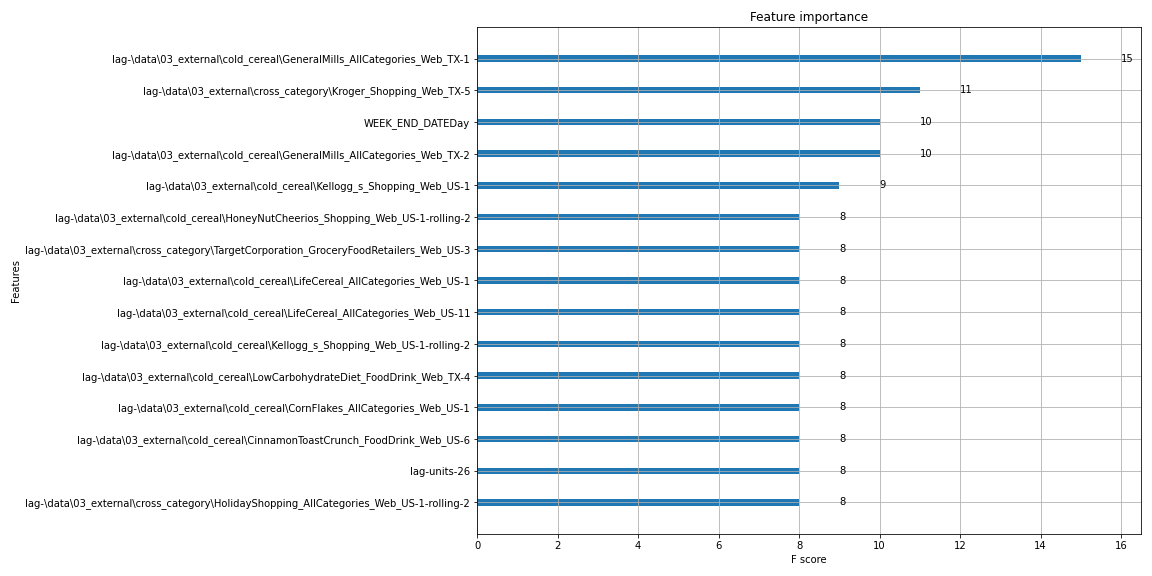 Feature importance
Features
lag-\data\03_external\cold_cereal\GeneralMills_AllCategories_Web_TX-1 15
lag-\data\03_external\cross_category\Kroger_Shopping_Web_TX-5 11
WEEK_END_DATEDay 10
lag-\data\03_external\cold_cereal\GeneralMills_AllCategories_Web_TX-2 10
lag-\data\03_external\cold_cereal\Kellogg_s_Shopping_Web_US-1 9
lag-\data\03_external\cold_cereal\HoneyNutCheerios_Shopping_Web_US-1-rolling-2 8
lag-\data\03_external\cross_category\TargetCorporation_GroceryFoodRetailers_Web_US-3 8
lag-\data\03_external\cold_cereal\LifeCereal_AllCategories_Web_US-1 8
lag-\data\03_external\cold_cereal\LifeCereal_AllCategories_Web_US-11 8
lag-\data\03_external\cold_cereal\Kellogg_s_Shopping_Web_US-1-rolling-2 8
lag-\data\03_external\cold_cereal\LowCarbohydrateDiet_FoodDrink_Web_TX-4 8
lag-\data\03_external\cold_cereal\CornFlakes_AllCategories_Web_US-1 8
lag-\data\03_external\cold_cereal\CinnamonToastCrunch_FoodDrink_Web_US-6 8
lag-units-26 8
lag-\data\03_external\cross_category\HolidayShopping_AllCategories_Web_US-1-rolling-2 8
0 2 4 6 8 10 12 14 16
F score